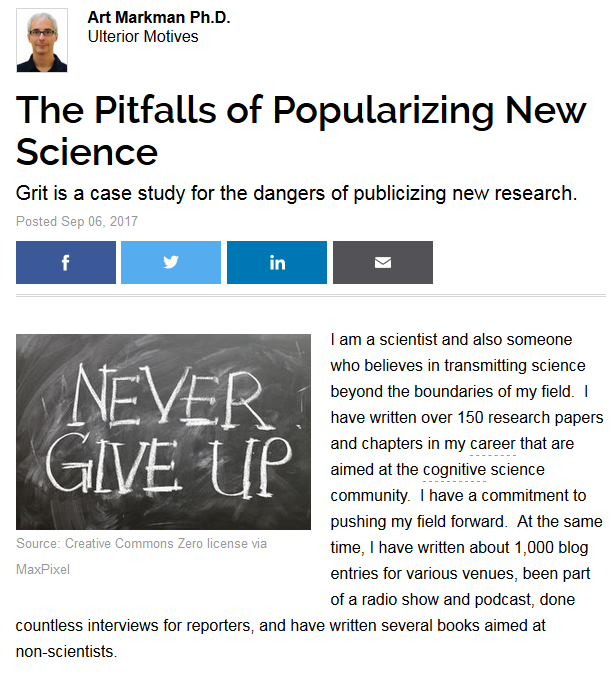 Art Markman Ph.D.
Ulterior Motives
The Pitfalls of Popularizing New
Science
Grit is a case study for the dangers of publicizing new research.
Posted Sep 06, 2017
f
in
NEVER
GIVE UP
Source: Creative Commons Zero license via
MaxPixel
I am a scientist and also someone
who believes in transmitting science
beyond the boundaries of my field.  I
have written over 150 research papers
and chapters in my career that are
aimed at the cognitive science
community.  I have a commitment to
pushing my field forward.  At the same
time, I have written about 1,000 blog
entries for various venues, been part
of a radio show and podcast, done
countless interviews for reporters, and have written several books aimed at
non-scientists.